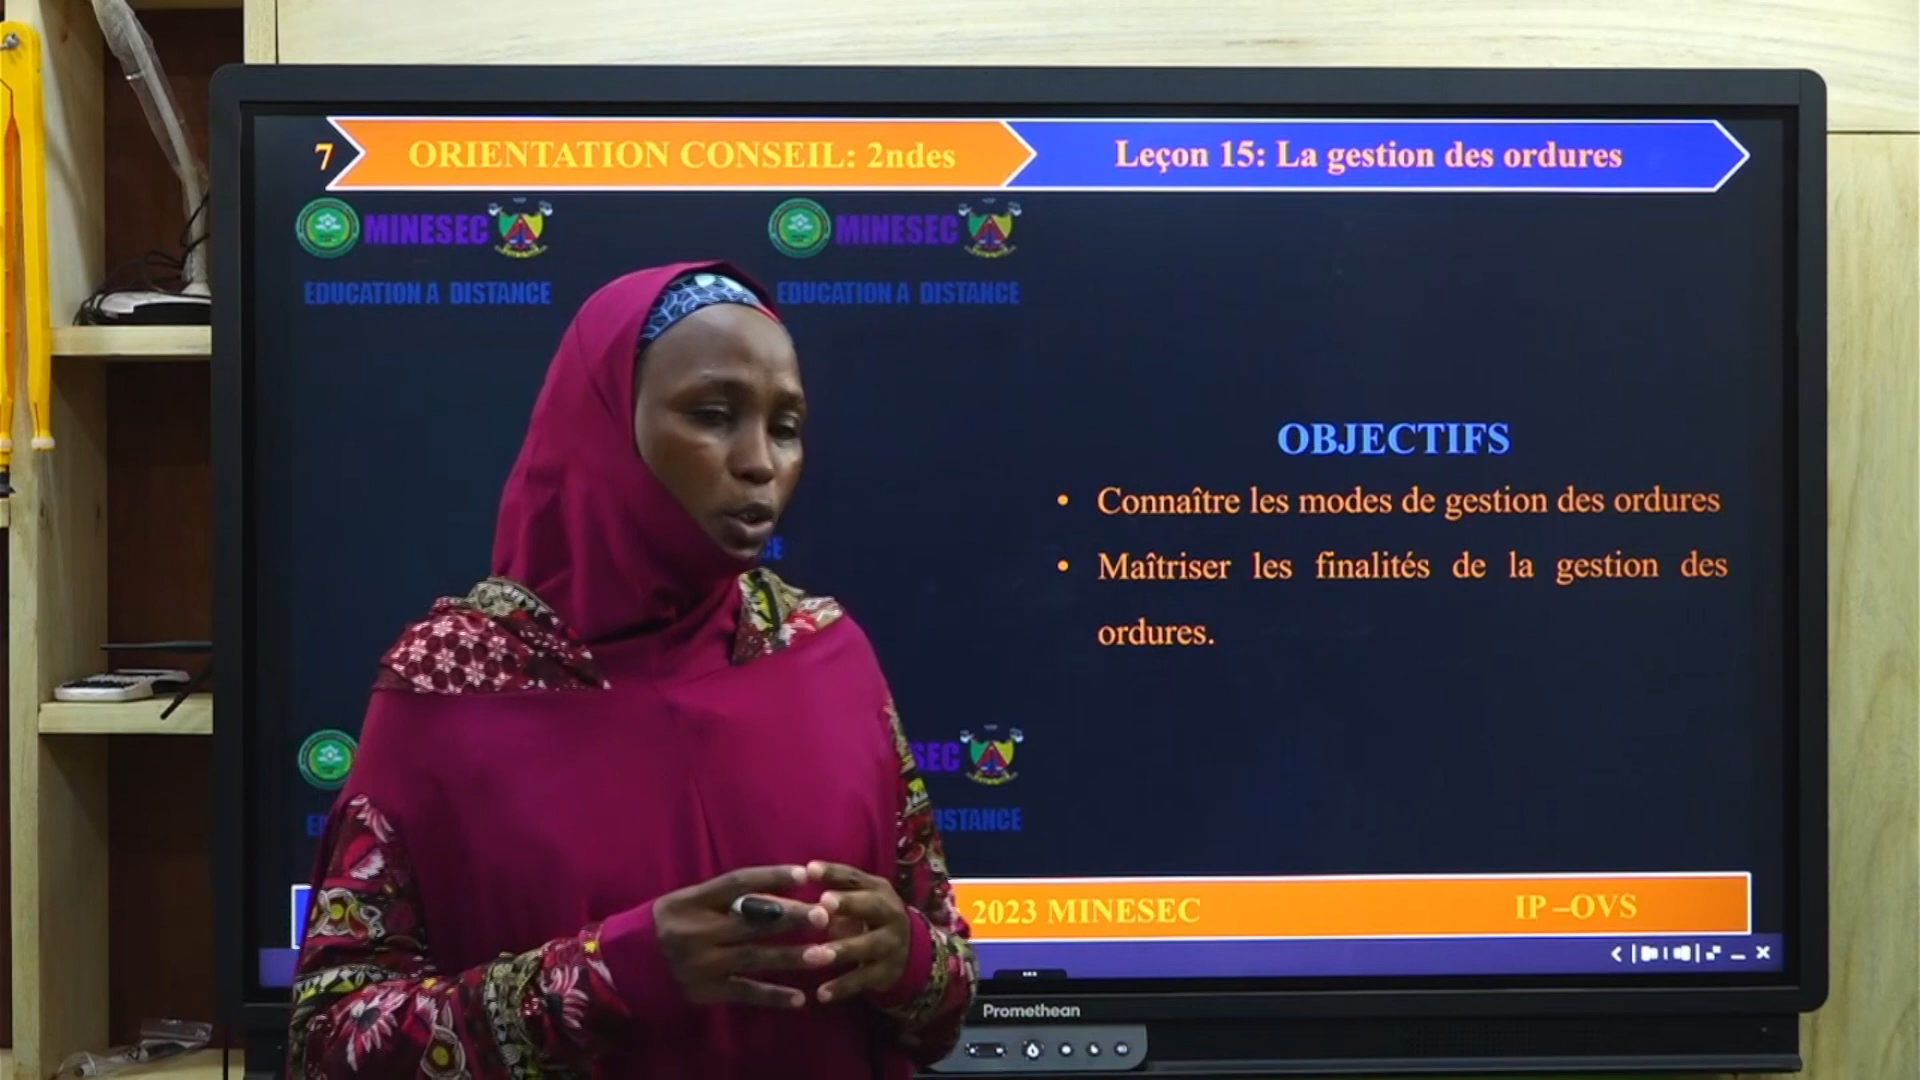 7
ORIENTATION CONSEIL: 2ndes
Leçon 15: La gestion des ordures
MINESEC
EDUCATION A DISTANCE
MINESEC
EDUCATION A DISTANCE
OBJECTIFS
• Connaître les modes de gestion des ordures
• Maîtriser les finalités de la gestion des
ordures.
2023 MINESEC
IP –OVS
Promethean